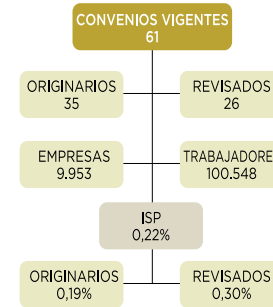 CONVENIOS VIGENTES
61
ORIGINARIOS
35
REVISADOS
26
EMPRESAS
9.953
TRABAJADORE
100.548
ISP
0,22%
ORIGINARIOS
0,19%
REVISADOS
0,30%